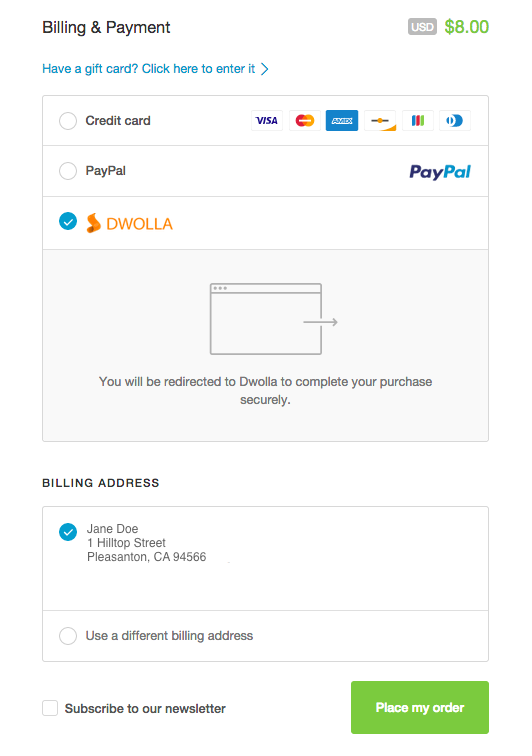 Billing & Payment USD $8.00
Have a gift card? Click here to enter it
Credit card VISA AMEX
PayPal PayPal
DWOLLA
You will be redirected to Dwolla to complete your purchase
securely.
BILLING ADDRESS
Jane Doe
1 Hilltop Street
Pleasanton, CA 94566
Use a different billing address
Subscribe to our newsletter Place my order